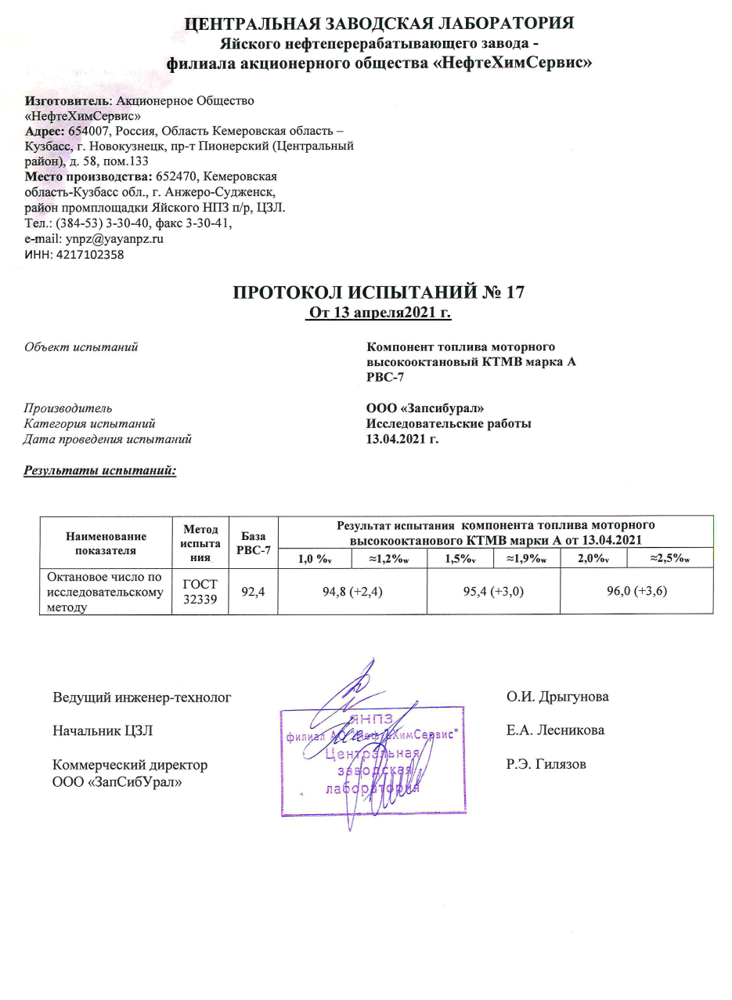 ЦЕНТРАЛЬНАЯ ЗАВОДСКАЯ ЛАБОРАТОРИЯ
Яйского нефтеперерабатывающего завода -
филиала акционерного общества «НефтеХимСервис»
Изготовитель: Акционерное Общество
«НефтеХимСервис»
Адрес: 654007, Россия, Область Кемеровская область –
Кузбасс, г. Новокузнецк, пр-т Пионерский (Центральный
район), д. 58, пом.133
Место производства: 652470, Кемеровская
область-Кузбасс обл., г. Анжеро-Судженск,
район промплощадки Яйского НПЗ п/р, ЦЗЛ.
Тел.: (384-53) 3-30-40, факс 3-30-41,
e-mail: ynpz@yayanpz.ru
ИНН: 4217102358
ПРОТОКОЛ ИСПЫТАНИЙ № 17
От 13 апреля2021 г.
Объект испытаний Компонент топлива моторного
высокооктановый КТМВ марка А
РВС-7
Производитель ООО «Запсибурал»
Категория испытаний Исследовательские работы
Дата проведения испытаний 13.04.2021 г.
Результаты испытаний:
Наименование показателя
Метод испыта ния
База РВС-7
Результат испытания компонента топлива моторного
высокооктанового КТМВ марки А от 13.04.2021
1,0 %v ≈1,2%w 1,5%v ≈1,9%w 2,0%v ≈2,5%w
Октановое число по
исследовательскому
методу
ГОСТ 32339
92,4 94,8 (+2,4) 95,4 (+3,0) 96,0 (+3,6)
Ведущий инженер-технолог О.И. Дрыгунова
Начальник ЦЗЛ Е.А. Лесникова
Коммерческий директор Р.Э. Гилязов
ООО «ЗапСибУрал»
ЯНПЗ
филиал АО "НефтеХимСервис"
Центральная
заводская
лаборатория